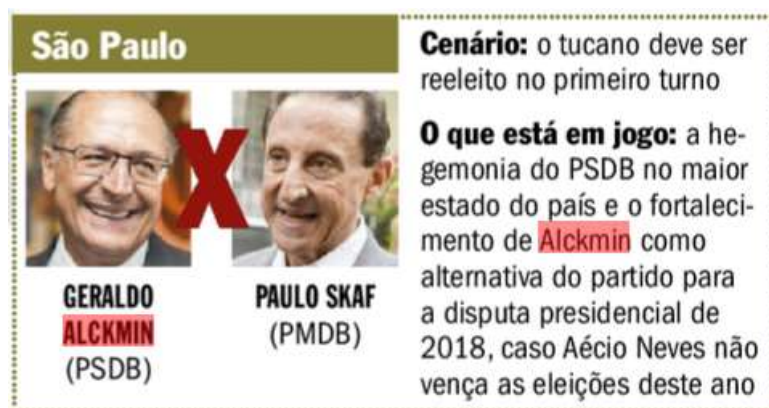 São Paulo
X
GERALDO
ALCKMIN
(PSDB)
PAULO SKAF
(PMDB)
Cenário: o tucano deve ser
reeleito no primeiro turno
O que está em jogo: a he-
gemonia do PSDB no maior
estado do país e o fortaleci-
mento de Alckmin como
alternativa do partido para
a disputa presidencial de
2018, caso Aécio Neves não
vença as eleições deste ano